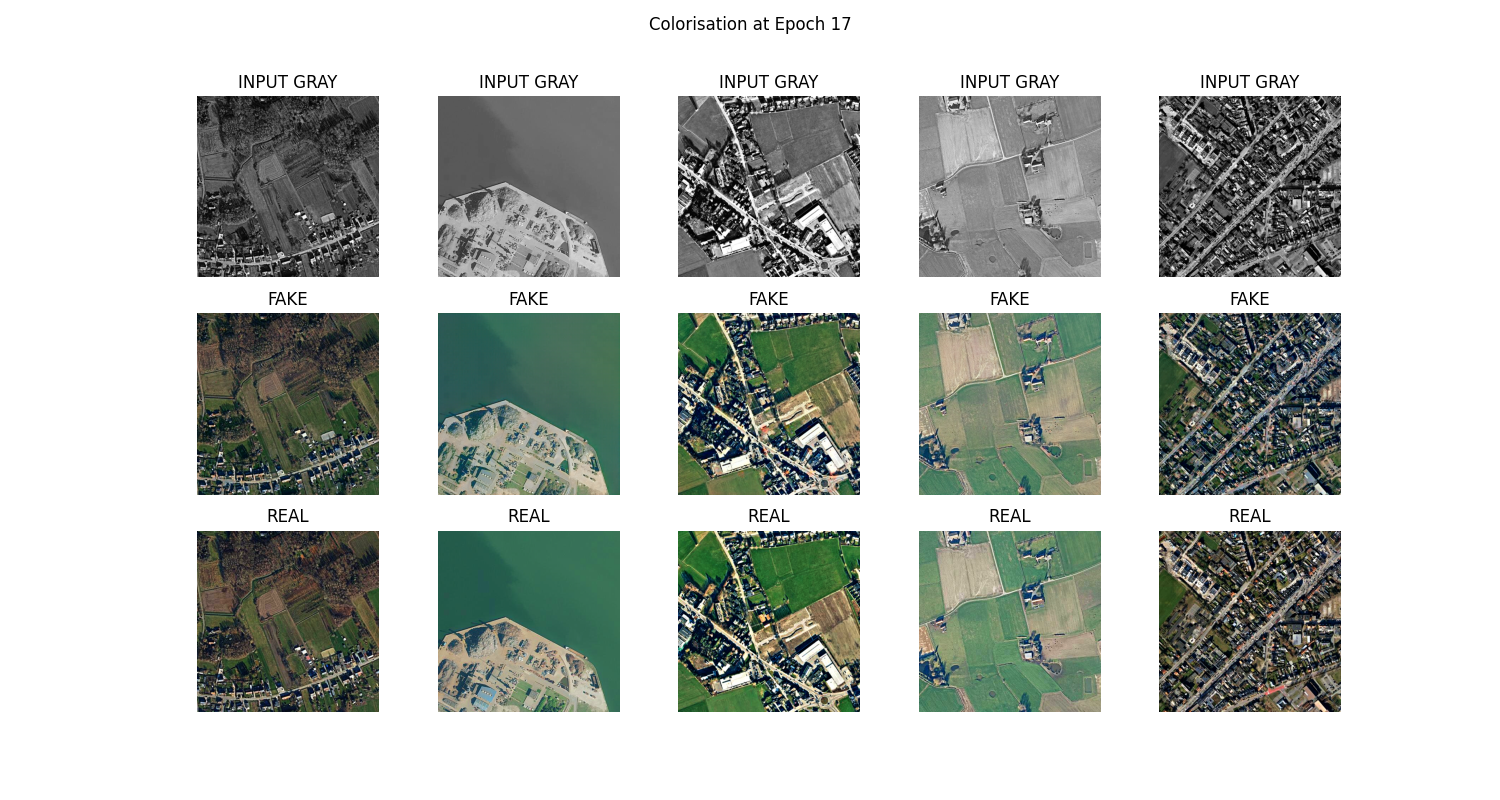 Colorisation at Epoch 17
INPUT GRAY INPUT GRAY INPUT GRAY INPUT GRAY INPUT GRAY
FAKE FAKE FAKE FAKE FAKE
REAL REAL REAL REAL REAL